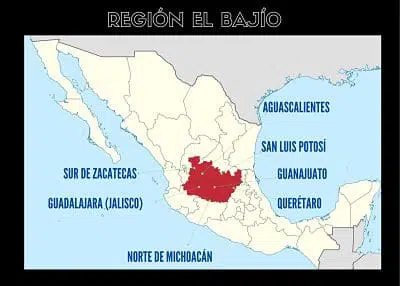 REGIÓN EL BAJÍO
AGUASCALIENTES
SAN LUIS POTOSÍ
SUR DE ZACATECAS
GUANAJUATO
GUADALAJARA (JALISCO)
QUERÉTARO
NORTE DE MICHOACÁN